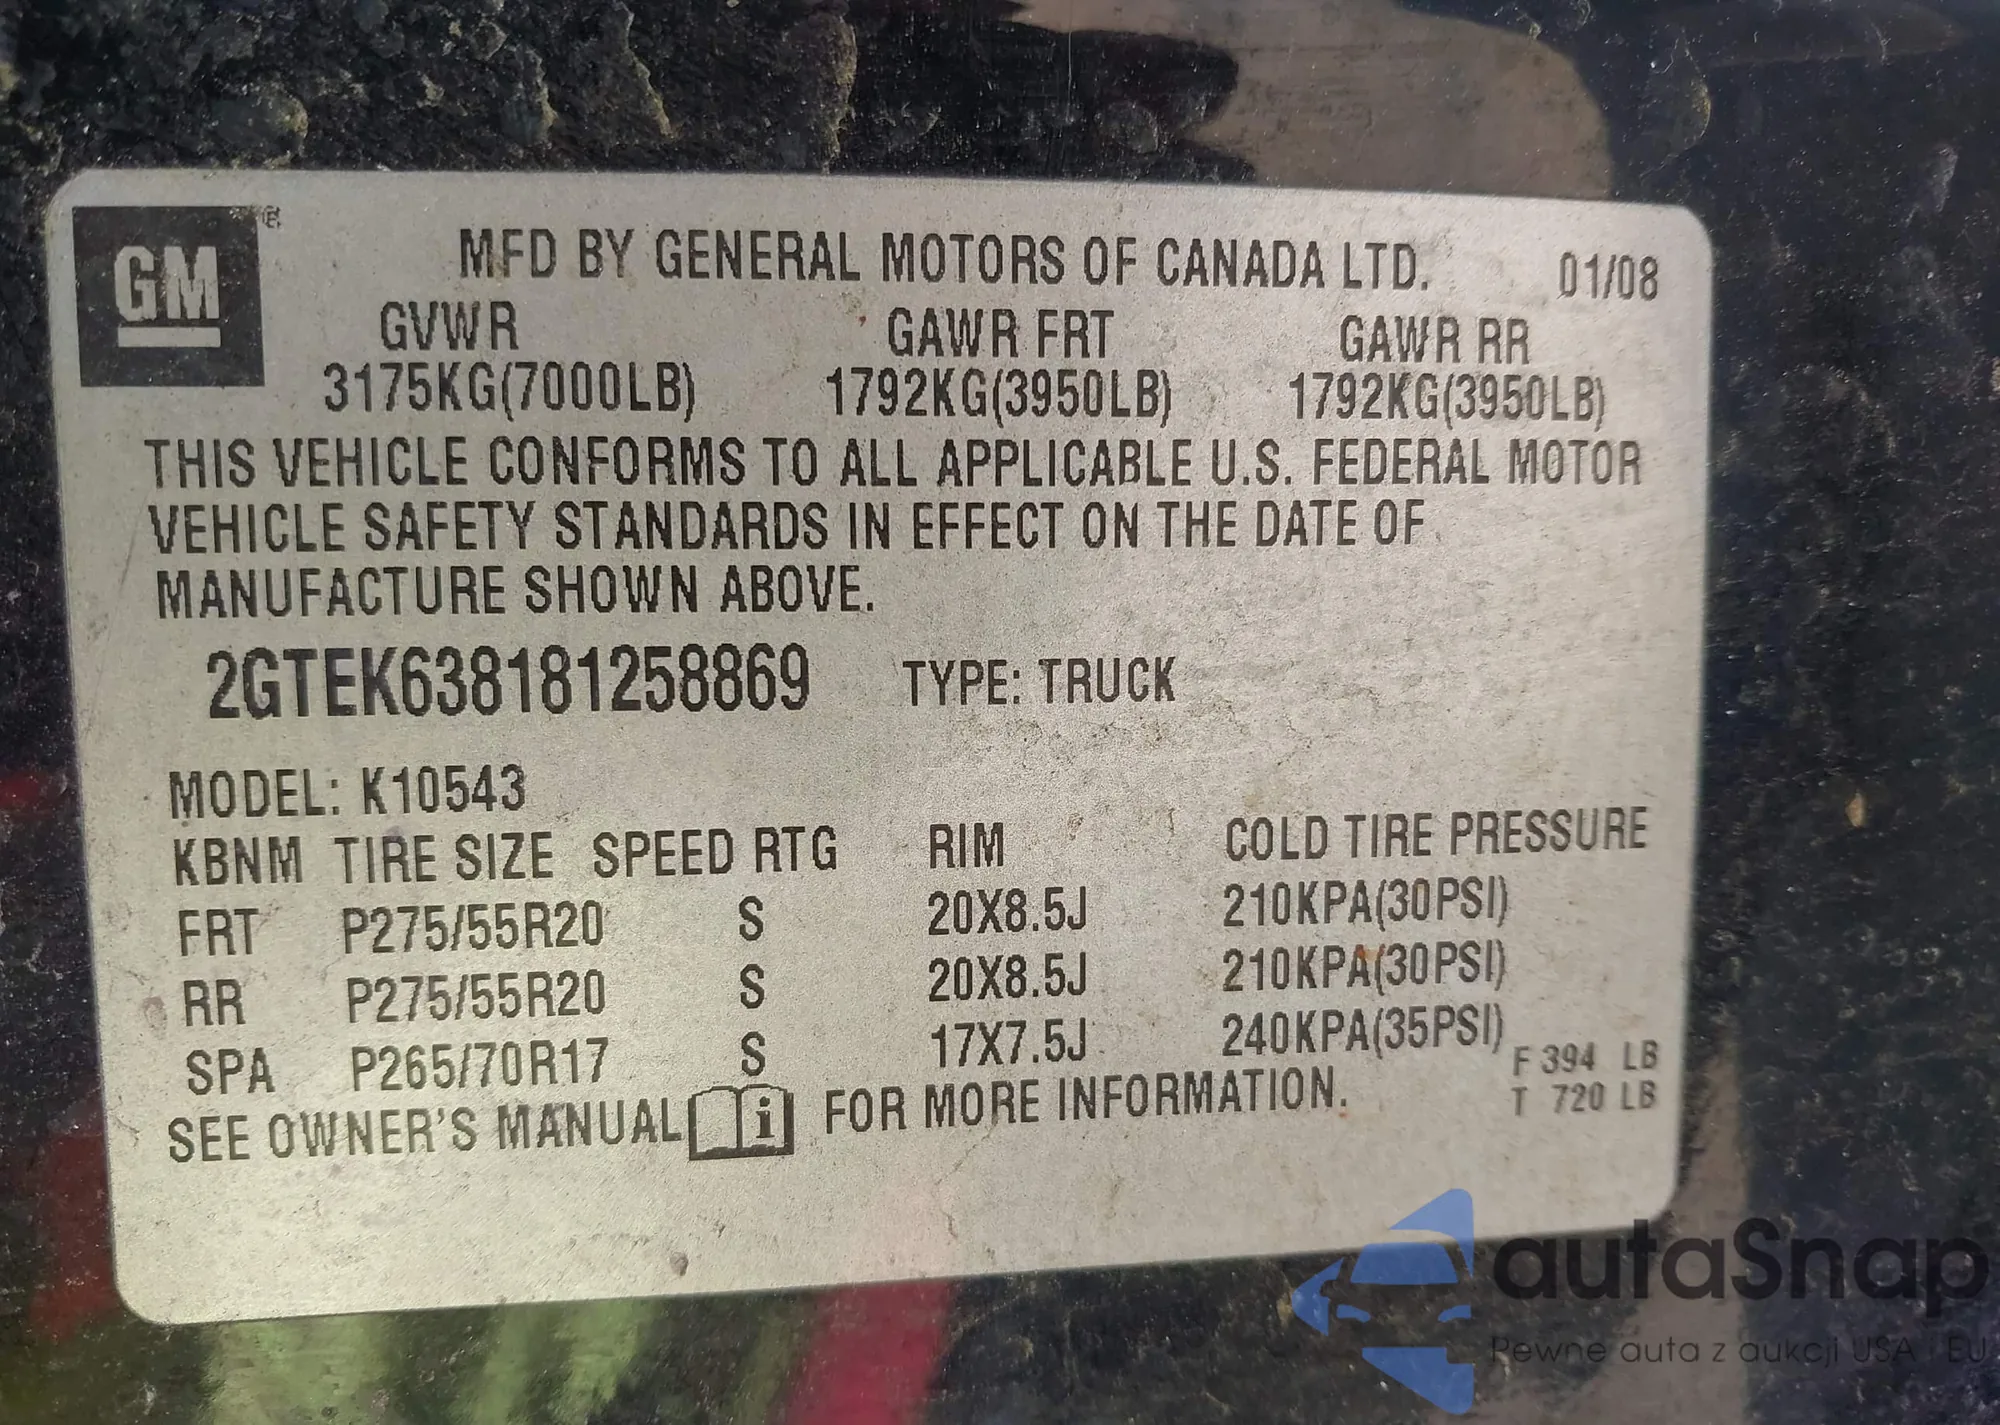 GM ®
MFD BY GENERAL MOTORS OF CANADA LTD. 01/08
GVWR GAWR FRT GAWR RR
3175KG(7000LB) 1792KG(3950LB) 1792KG(3950LB)
THIS VEHICLE CONFORMS TO ALL APPLICABLE U.S. FEDERAL MOTOR
VEHICLE SAFETY STANDARDS IN EFFECT ON THE DATE OF
MANUFACTURE SHOWN ABOVE.
2GTEK638181258869 TYPE: TRUCK
MODEL: K10543
KBNM TIRE SIZE SPEED RTG RIM COLD TIRE PRESSURE
FRT P275/55R20 S 20X8.5J 210KPA(30PSI)
RR P275/55R20 S 20X8.5J 210KPA(30PSI)
SPA P265/70R17 S 17X7.5J 240KPA(35PSI)
F 394 LB
T 720 LB
SEE OWNER'S MANUAL i FOR MORE INFORMATION.
autaSnap
Pewne auta z aukcji USA i EU